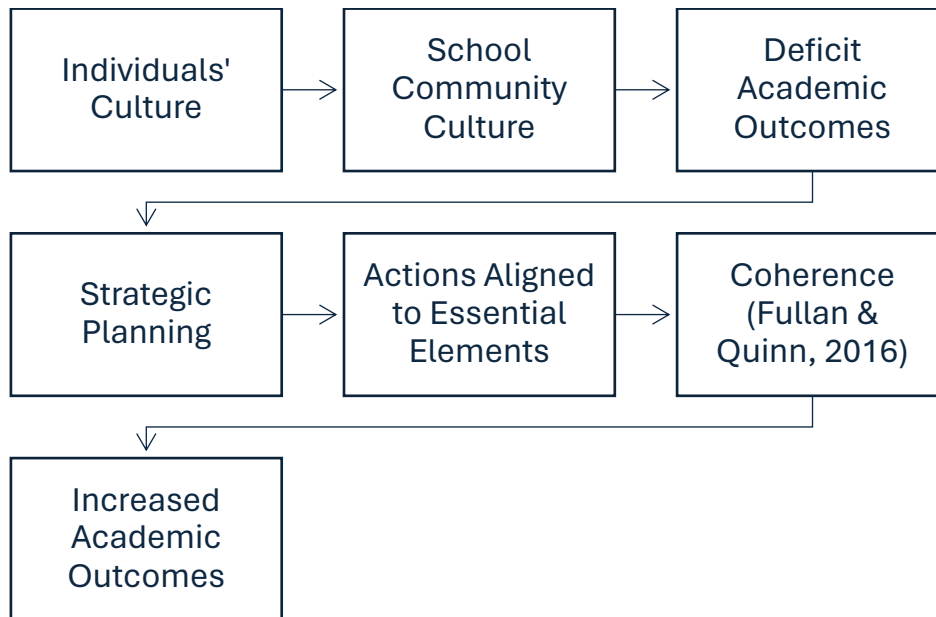 Individuals'
Culture
School
Community
Culture
Deficit
Academic
Outcomes
Strategic
Planning
Actions Aligned
to Essential
Elements
Coherence
(Fullan &
Quinn, 2016)
Increased
Academic
Outcomes